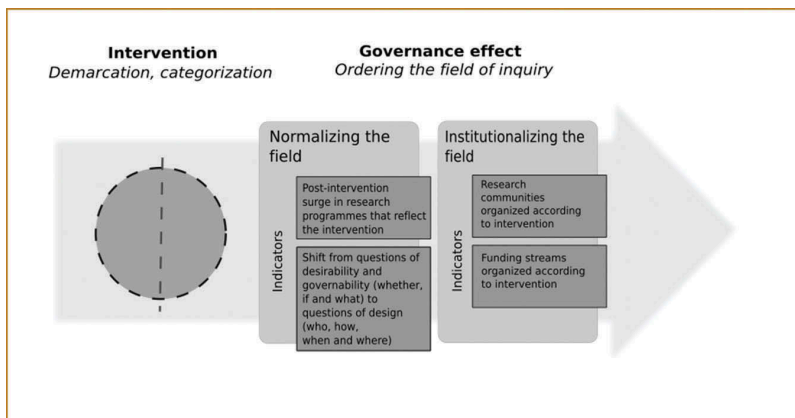 Intervention
Demarcation, categorization
Governance effect
Ordering the field of inquiry
Normalizing the
field
Indicators
Post-intervention
surge in research
programmes that reflect
the intervention
Shift from questions of
desirability and
governability (whether,
if and what) to
questions of design
(who, how,
when and where)
Institutionalizing the
field
Indicators
Research
communities
organized according
to intervention
Funding streams
organized according
to intervention